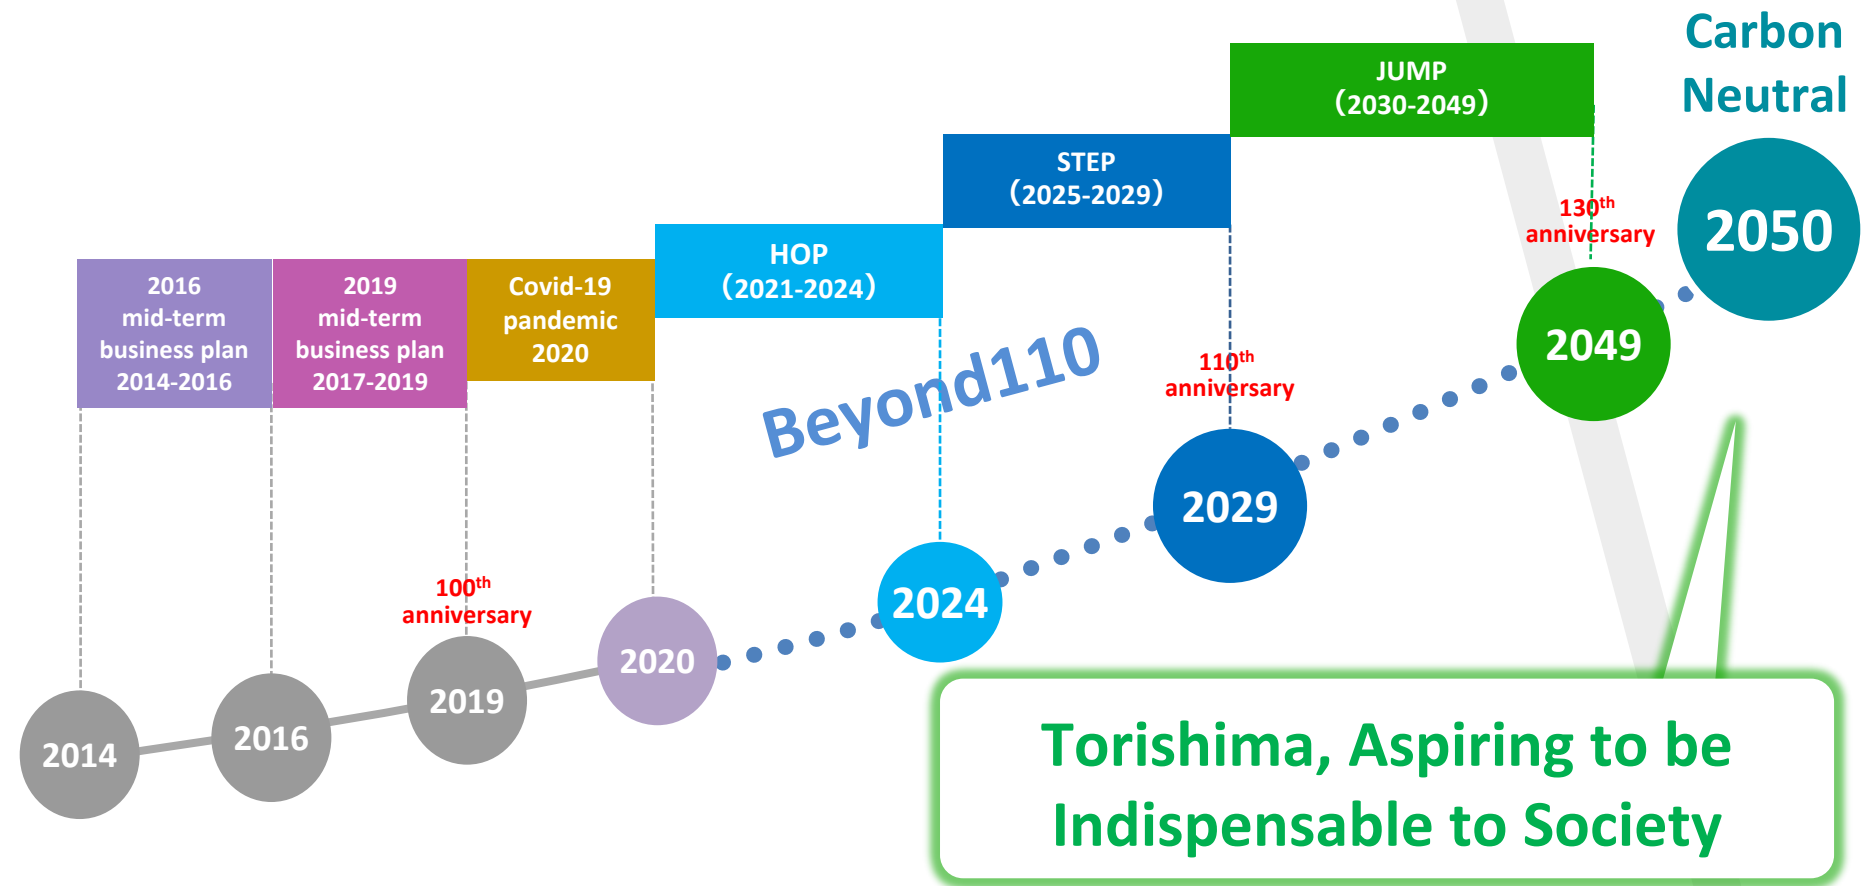 Carbon
Neutral
2050
JUMP
（2030-2049）
STEP
（2025-2029）
HOP
（2021-2024）
2016
mid-term
business plan
2014-2016
2019
mid-term
business plan
2017-2019
Covid-19
pandemic
2020
Beyond110
130th
anniversary
110th
anniversary
100th
anniversary
2014
2016
2019
2020
2024
2029
2049
Torishima, Aspiring to be
Indispensable to Society